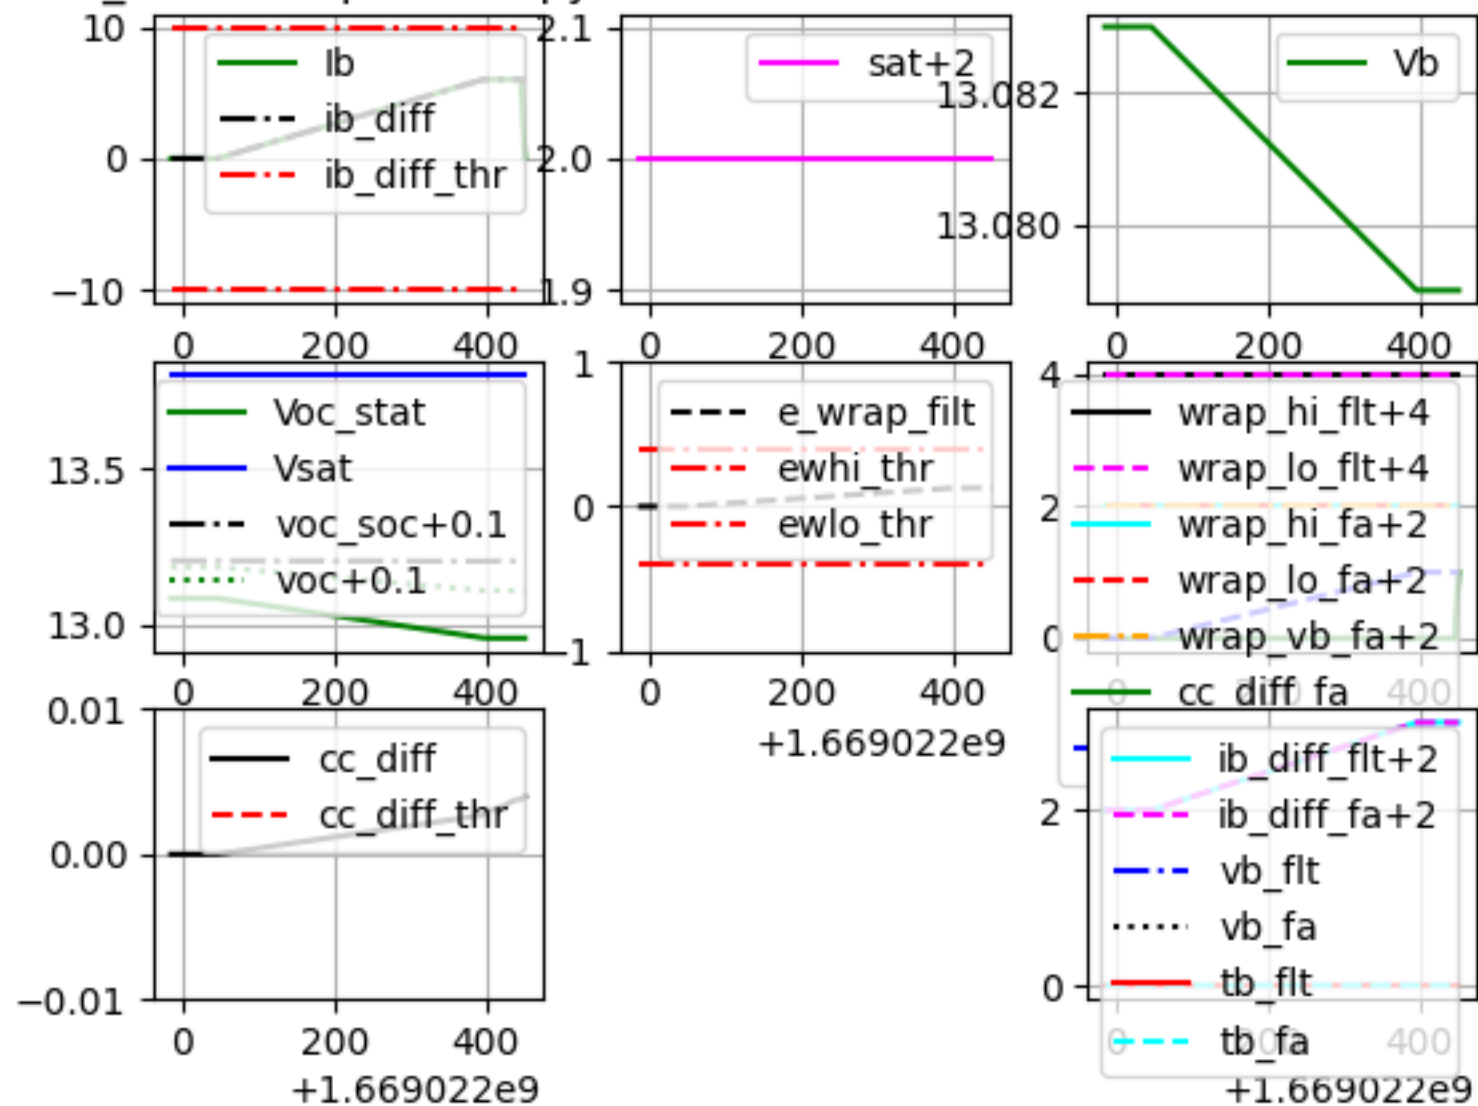 10
Ib
ib_diff
0
ib_diff_thr
−10
0
200
400
2.1
sat+2
2.0
1.9
0
200
400
Vb
13.082
13.080
0
200
400
Voc_stat
13.5
Vsat
voc_soc+0.1
voc+0.1
13.0
0
200
400
1
e_wrap_filt
ewhi_thr
0
ewlo_thr
−1
0
200
400
+1.669022e9
4
wrap_hi_flt+4
wrap_lo_flt+4
2
wrap_hi_fa+2
wrap_lo_fa+2
0
wrap_vb_fa+2
cc_diff_fa
0
400
0.01
cc_diff
cc_diff_thr
0.00
−0.01
0
200
400
+1.669022e9
ib_diff_flt+2
2
ib_diff_fa+2
vb_flt
vb_fa
0
tb_flt
tb_fa
0
400
+1.669022e9